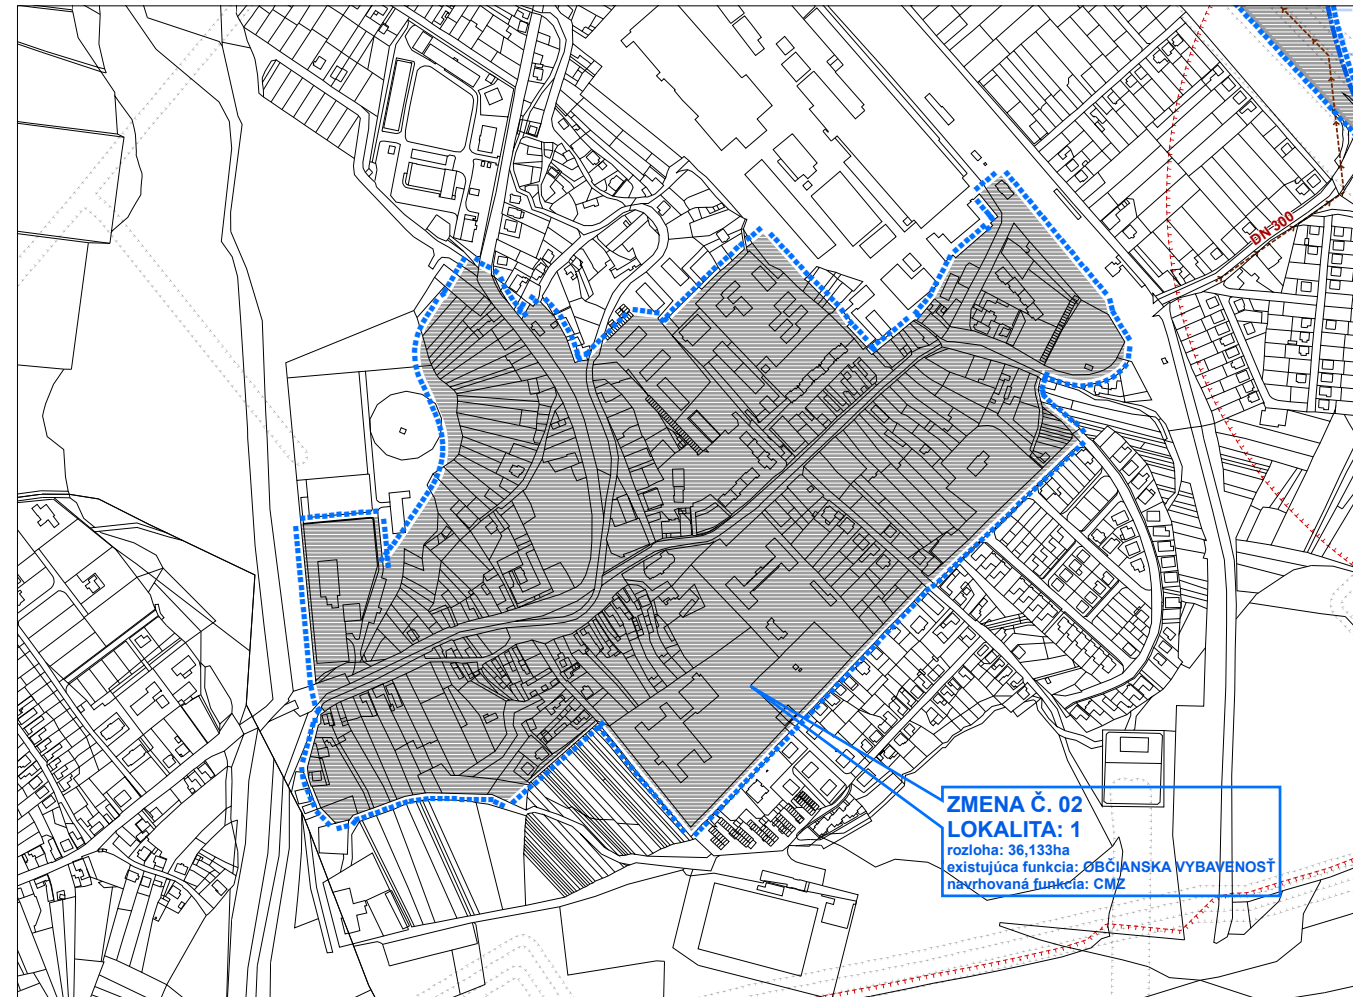 DN 300
ZMENA Č. 02
LOKALITA: 1
rozloha: 36,133ha
existujúca funkcia: OBČIANSKA VYBAVENOSŤ
navrhovaná funkcia: CMZ